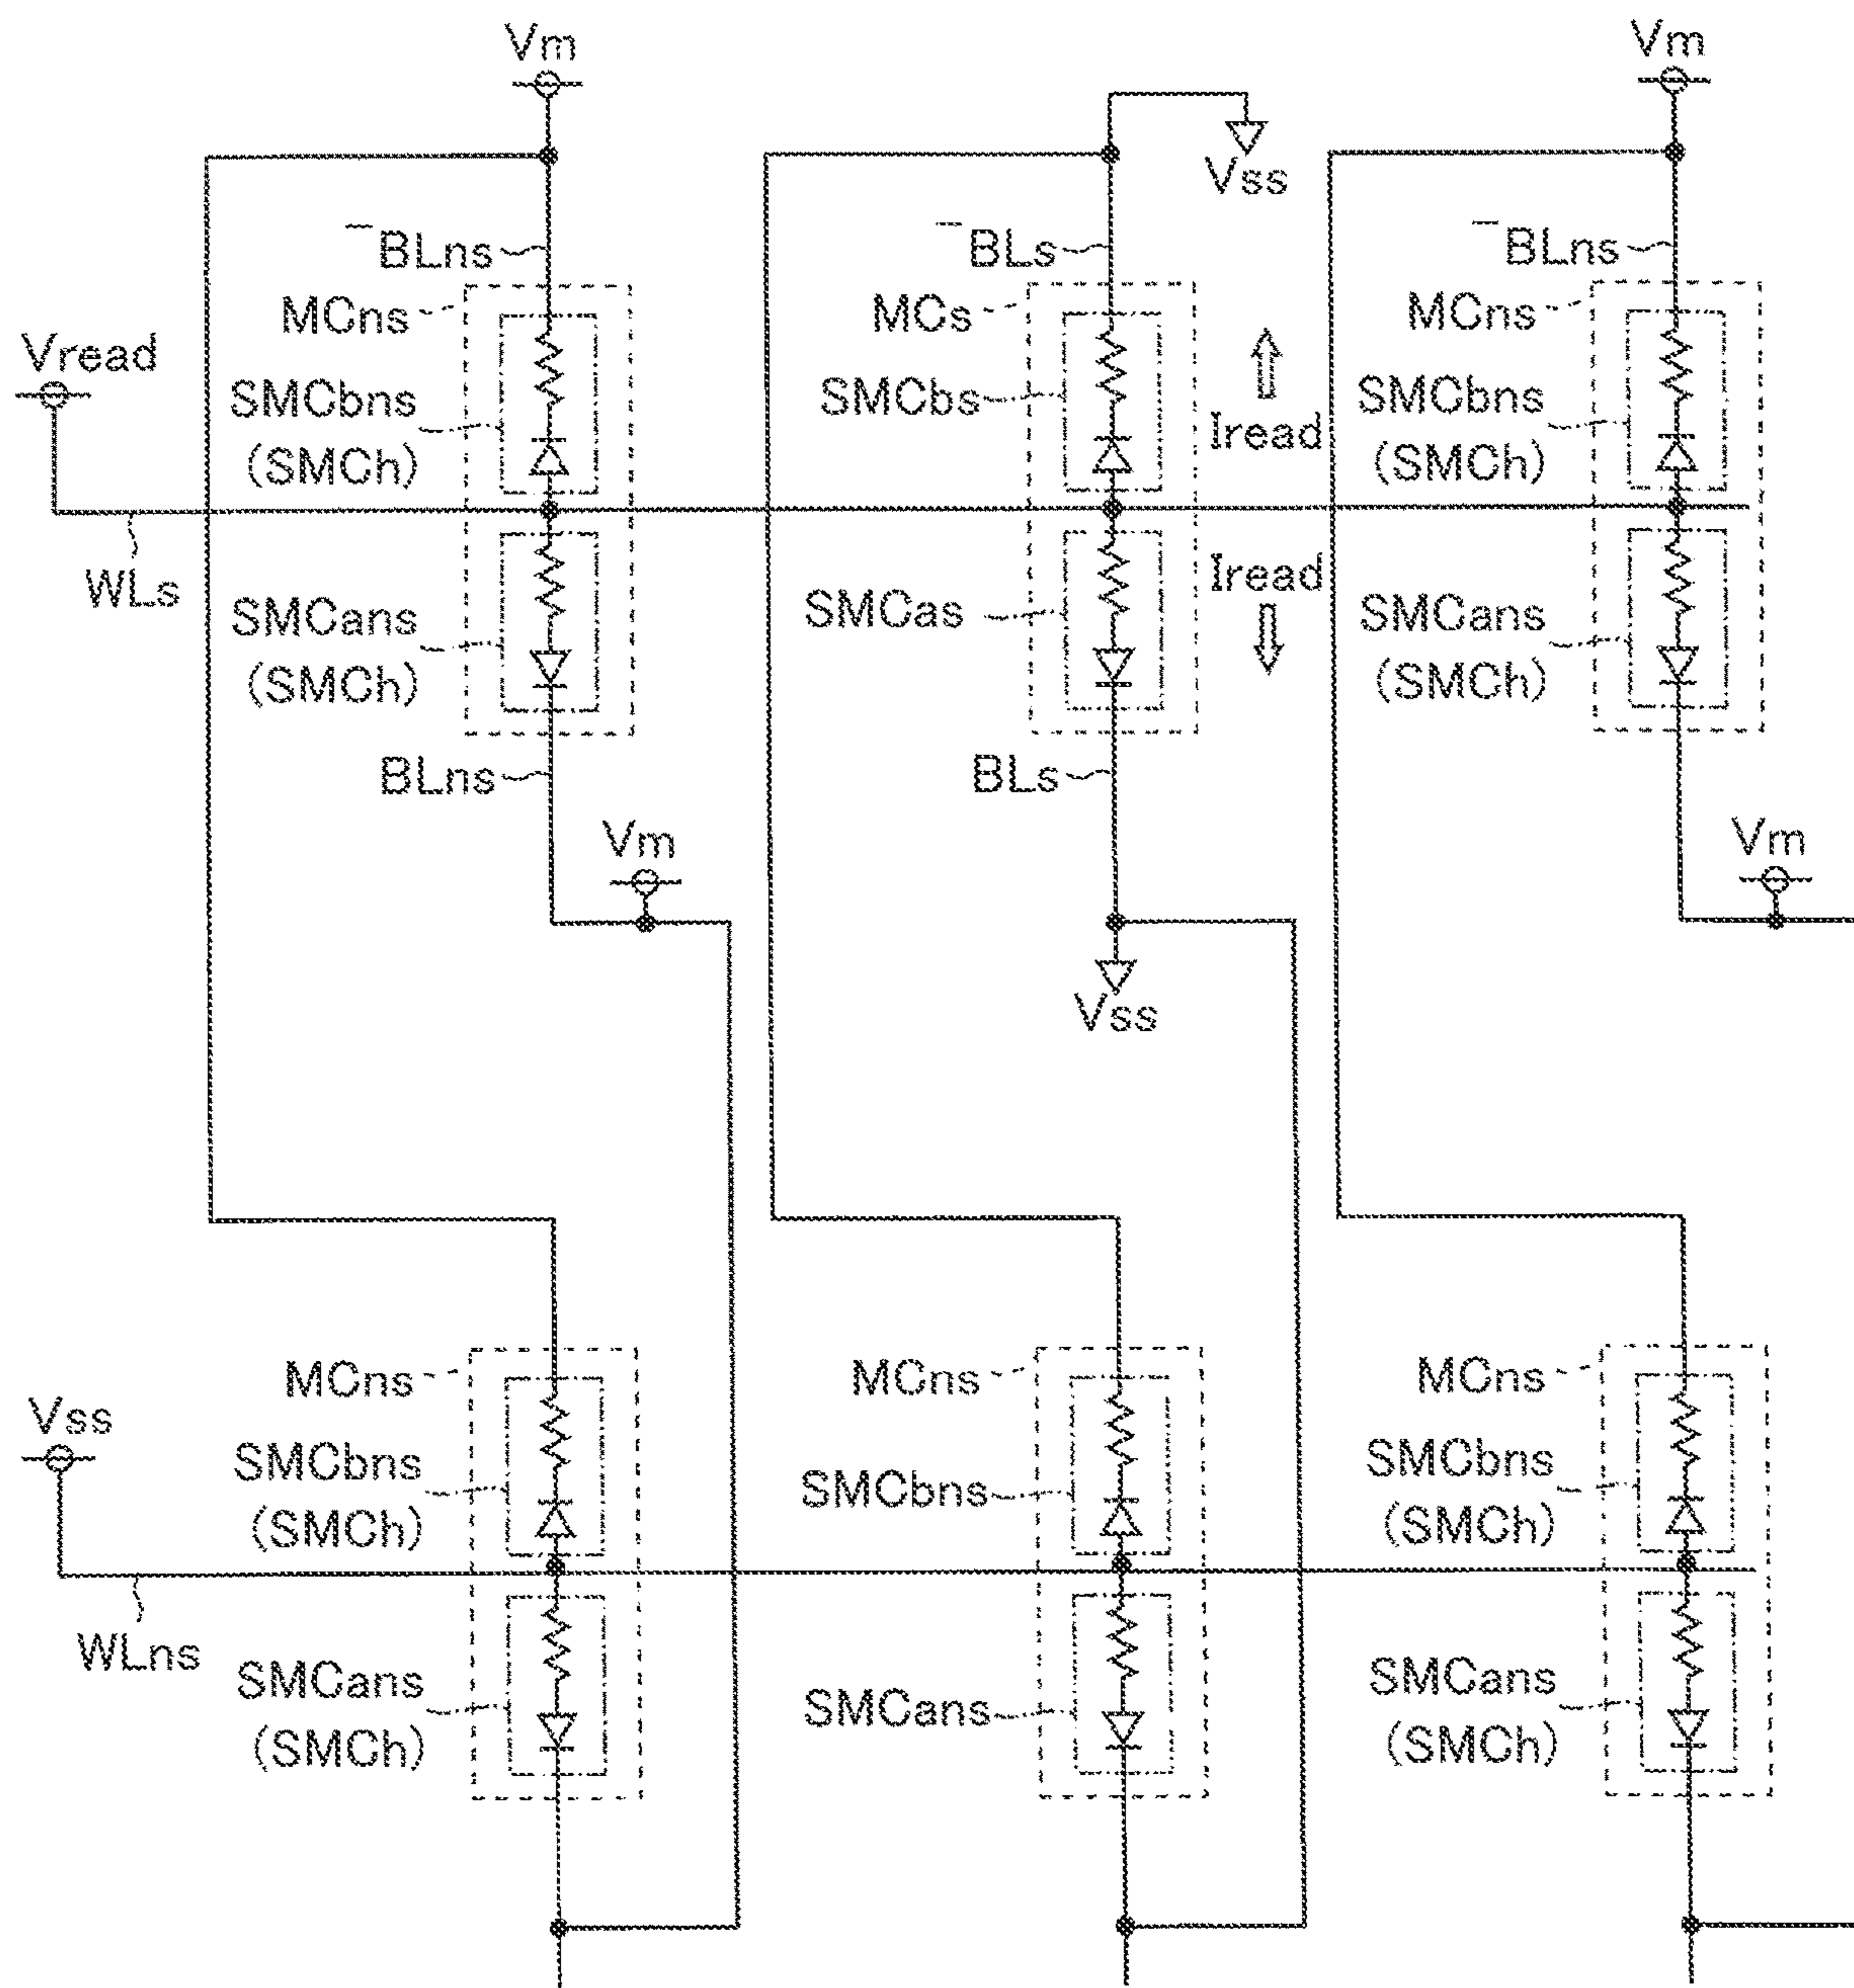 Vm
Vm
Vss
‾BLns
‾BLs
‾BLns
MCns
MCs
MCns
Vread
SMCbns
(SMCh)
SMCbs
Iread
SMCbns
(SMCh)
WLs
SMCans
(SMCh)
SMCas
Iread
SMCans
(SMCh)
BLns
BLs
Vm
Vm
Vss
MCns
MCns
MCns
Vss
SMCbns
(SMCh)
SMCbns
SMCbns
(SMCh)
WLns
SMCans
(SMCh)
SMCans
SMCans
(SMCh)